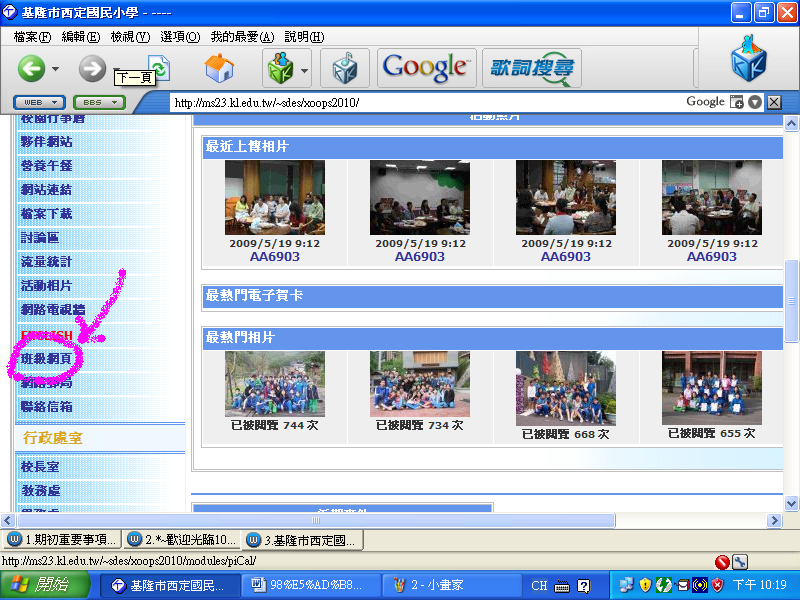 基隆市西定國民小學 - ----
檔案(F) 編輯(E) 檢視(V) 選項(O) 我的最愛(A) 說明(H)
下一頁
Google
歌詞搜尋
WEB
BBS
http://ms23.kl.edu.tw/~sdes/xoops2010/
Google
校園行事曆
活動照片
夥伴網站
營養午餐
網站連結
檔案下載
討論區
流量統計
活動相片
網路電視牆
ENGLISH
班級網頁
網路郵局
聯絡信箱
行政處室
校長室
教務處
最近上傳相片
2009/5/19 9:12
AA6903
2009/5/19 9:12
AA6903
2009/5/19 9:12
AA6903
2009/5/19 9:12
AA6903
最熱門電子賀卡
最熱門相片
已被閱覽 744 次
已被閱覽 734 次
已被閱覽 668 次
已被閱覽 655 次
1.期初重要事項...
2.*~歡迎光臨10...
3.基隆市西定國...
http://ms23.kl.edu.tw/~sdes/xoops2010/modules/piCal/
開始
基隆市西定國民...
98%E5%AD%B8...
2 - 小畫家
CH
下午 10:19